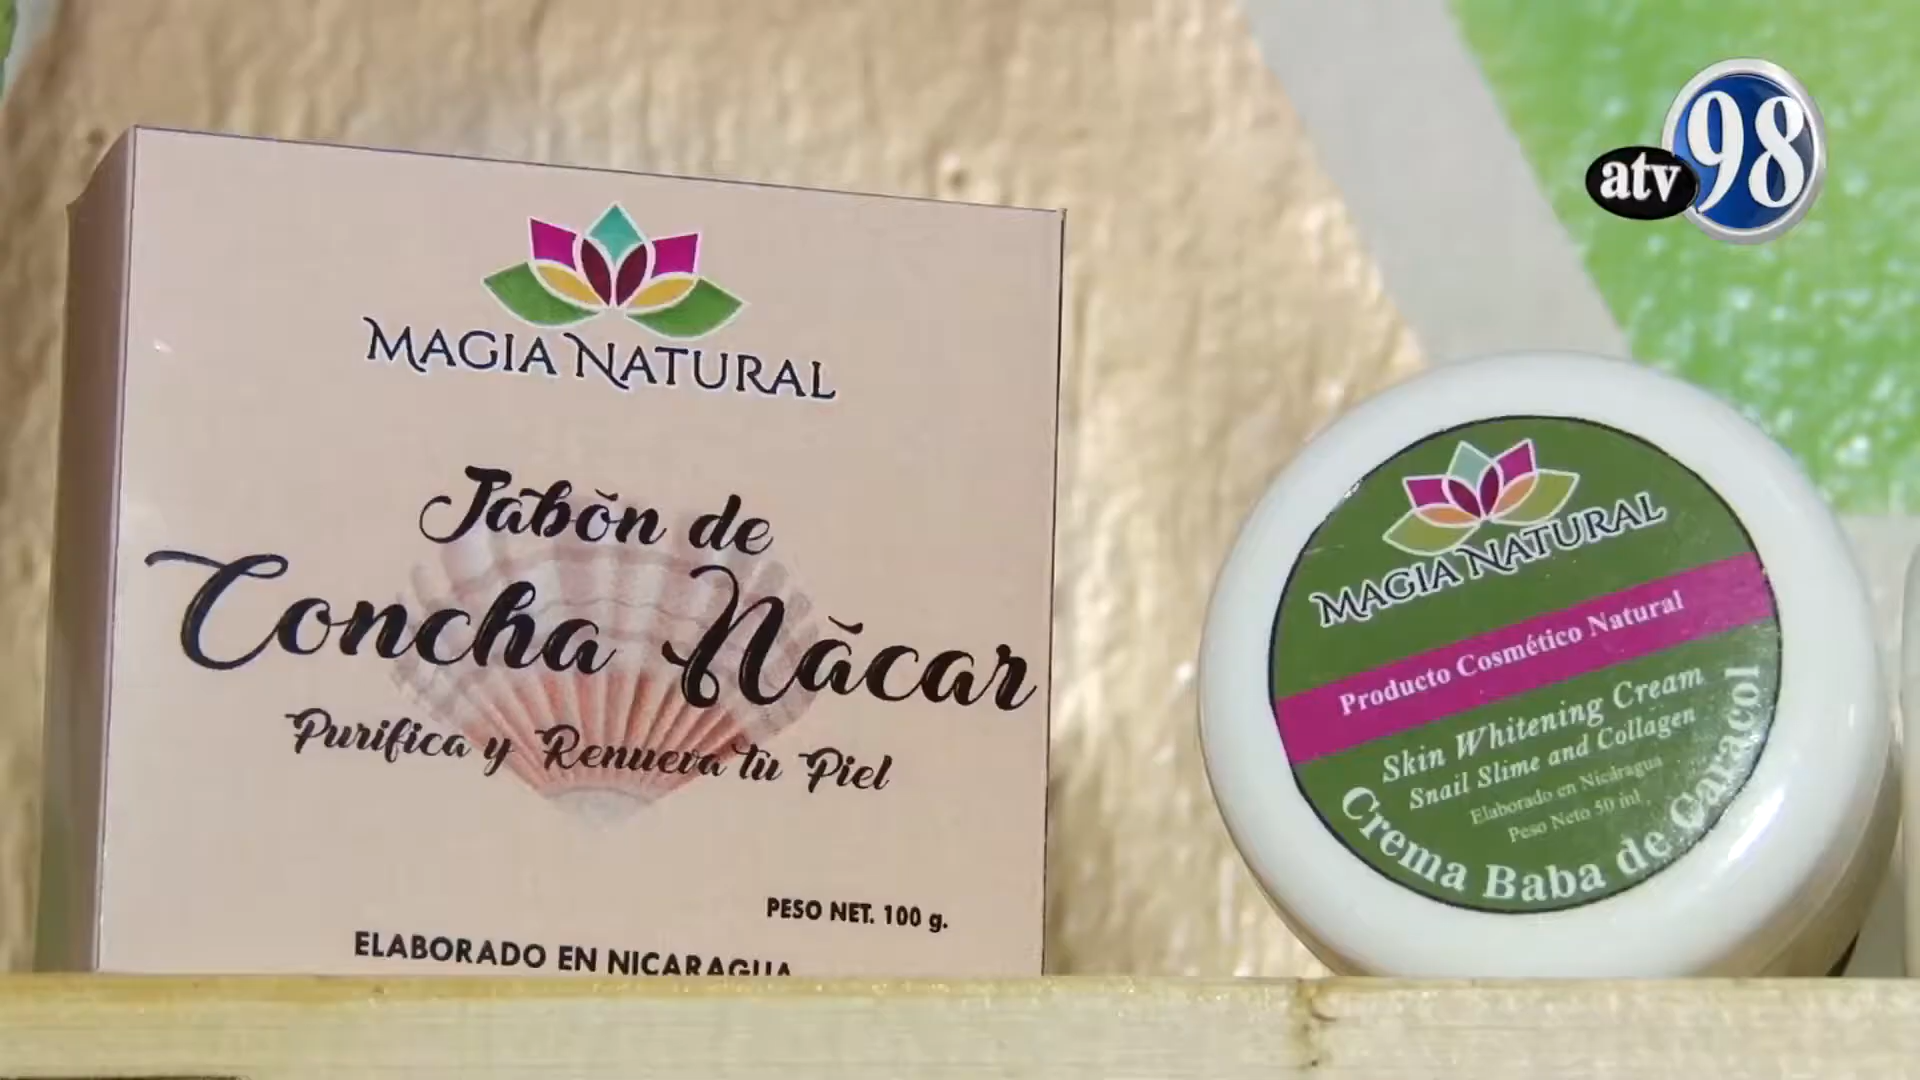 MAGIA NATURAL
Jabŏn de
Concha Năcar
Purifica y Renueva tu Piel
PESO NET. 100 g.
ELABORADO EN NICARAGUA
atv 98
MAGIA NATURAL
Producto Cosmético Natural
Skin Whitening Cream
Snail Slime and Collagen
Elaborado en Nicáragua
Peso Neto 50 ml
Crema Baba de Caracol